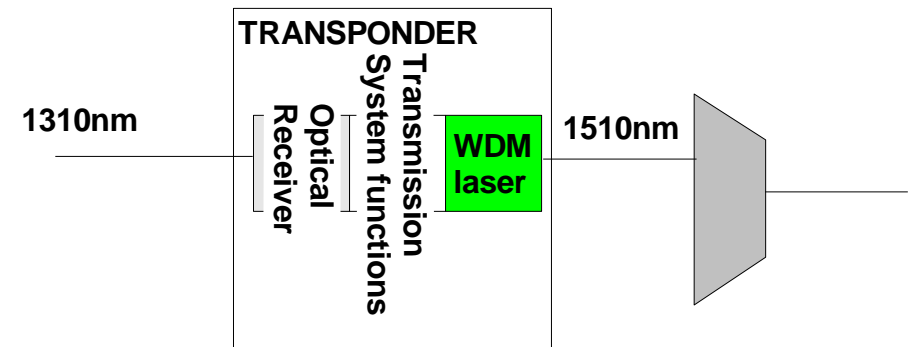 TRANSPONDER
1310nm
Optical
Receiver
Transmission
System functions
WDM
laser
1510nm